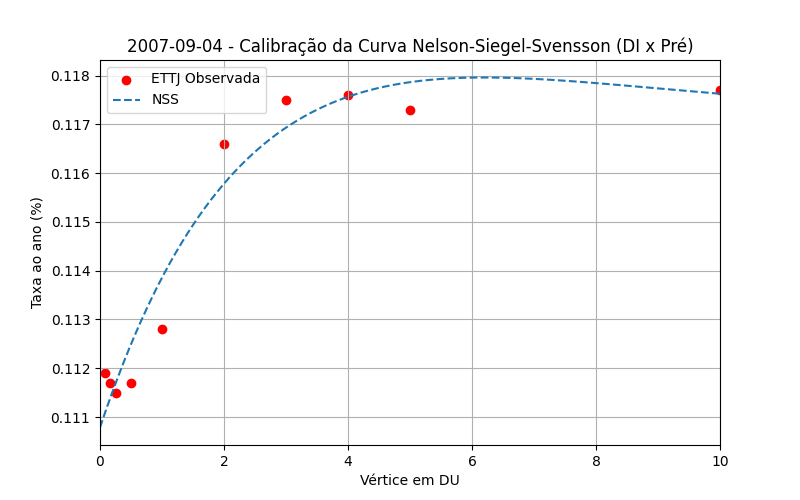 2007-09-04 - Calibração da Curva Nelson-Siegel-Svensson (DI x Pré)
ETTJ Observada
NSS
Taxa ao ano (%)
0.118
0.117
0.116
0.115
0.114
0.113
0.112
0.111
0 2 4 6 8 10
Vértice em DU